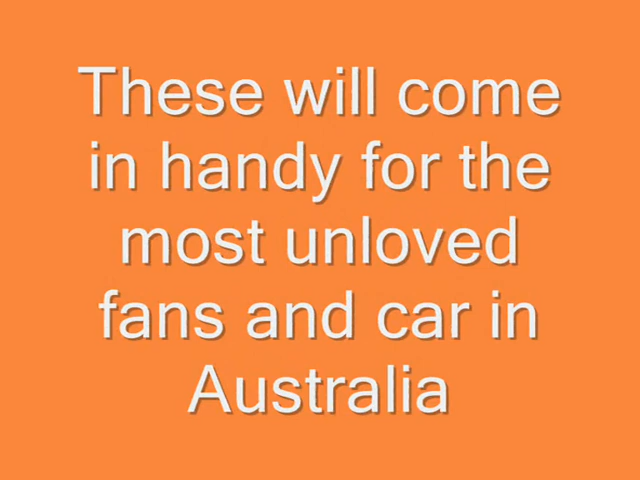 These will come
in handy for the
most unloved
fans and car in
Australia